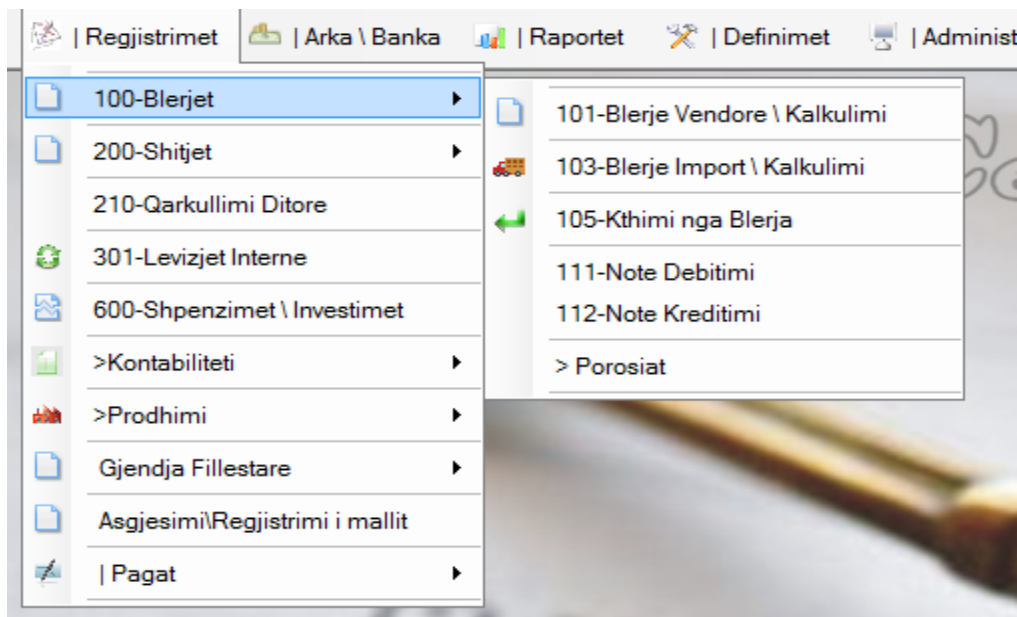 | Regjistrimet | Arka \ Banka | Raportet | Definimet | Administ
100-Blerjet
200-Shitjet
210-Qarkullimi Ditore
301-Levizjet Interne
600-Shpenzimet \ Investimet
>Kontabiliteti
>Prodhimi
Gjendja Fillestare
Asgjesimi\Regjistrimi i mallit
| Pagat
101-Blerje Vendore \ Kalkulimi
103-Blerje Import \ Kalkulimi
105-Kthimi nga Blerja
111-Note Debitimi
112-Note Kreditimi
> Porosiat